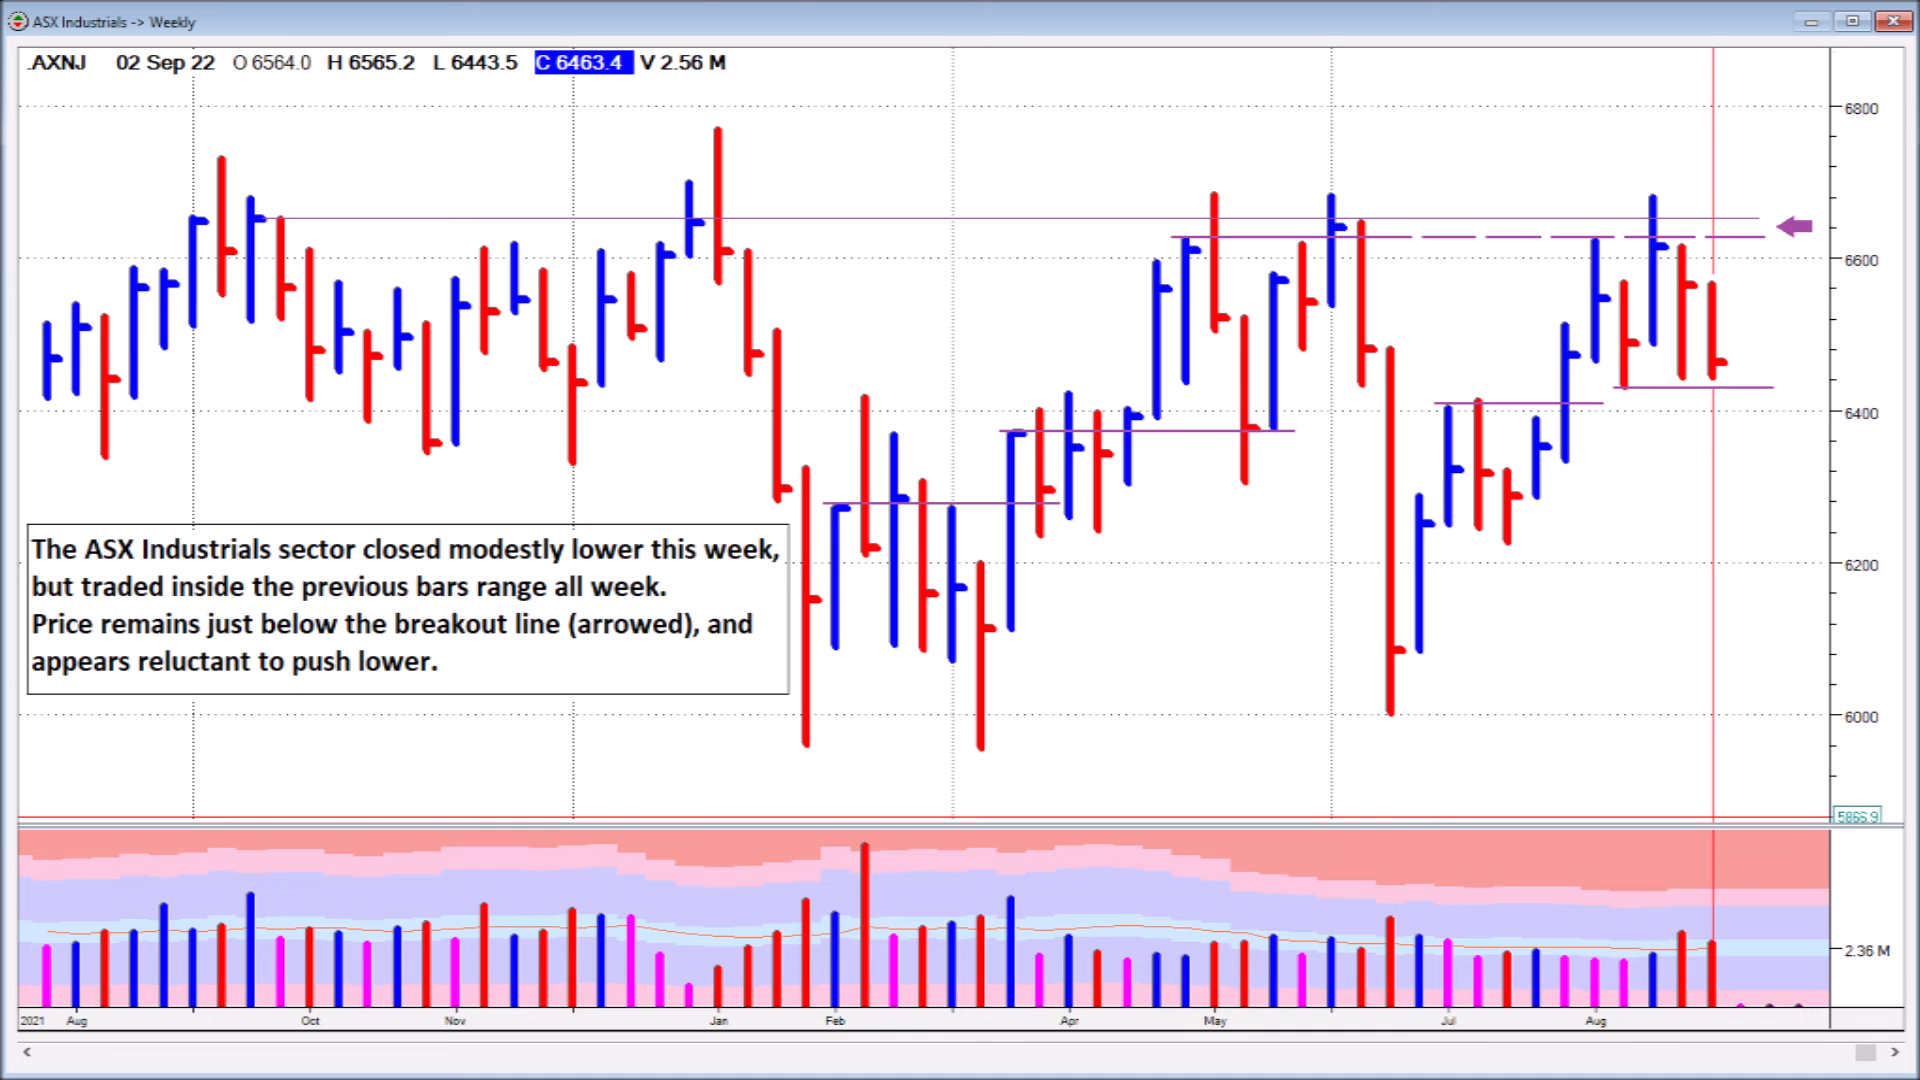 ASX Industrials -> Weekly
.AXNJ 02 Sep 22 O 6564.0 H 6565.2 L 6443.5 C 6463.4 V 2.56 M
6800
6600
6400
6200
6000
5866.9
The ASX Industrials sector closed modestly lower this week,
but traded inside the previous bars range all week.
Price remains just below the breakout line (arrowed), and
appears reluctant to push lower.
2.36 M
2021 Aug Oct Nov Jan Feb Apr May Jul Aug